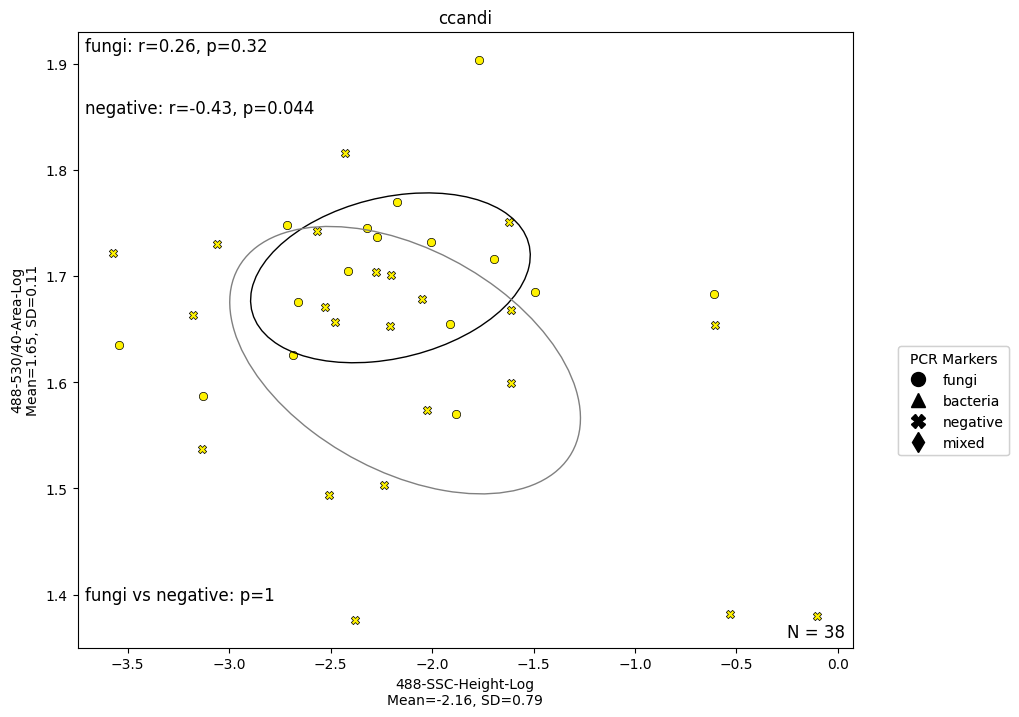 ccandi
fungi: r=0.26, p=0.32
negative: r=-0.43, p=0.044
fungi vs negative: p=1
N = 38
1.9
1.8
1.7
1.6
1.5
1.4
488-530/40-Area-Log
Mean=1.65, SD=0.11
−3.5
−3.0
−2.5
−2.0
−1.5
−1.0
−0.5
0.0
488-SSC-Height-Log
Mean=-2.16, SD=0.79
PCR Markers
fungi
bacteria
negative
mixed